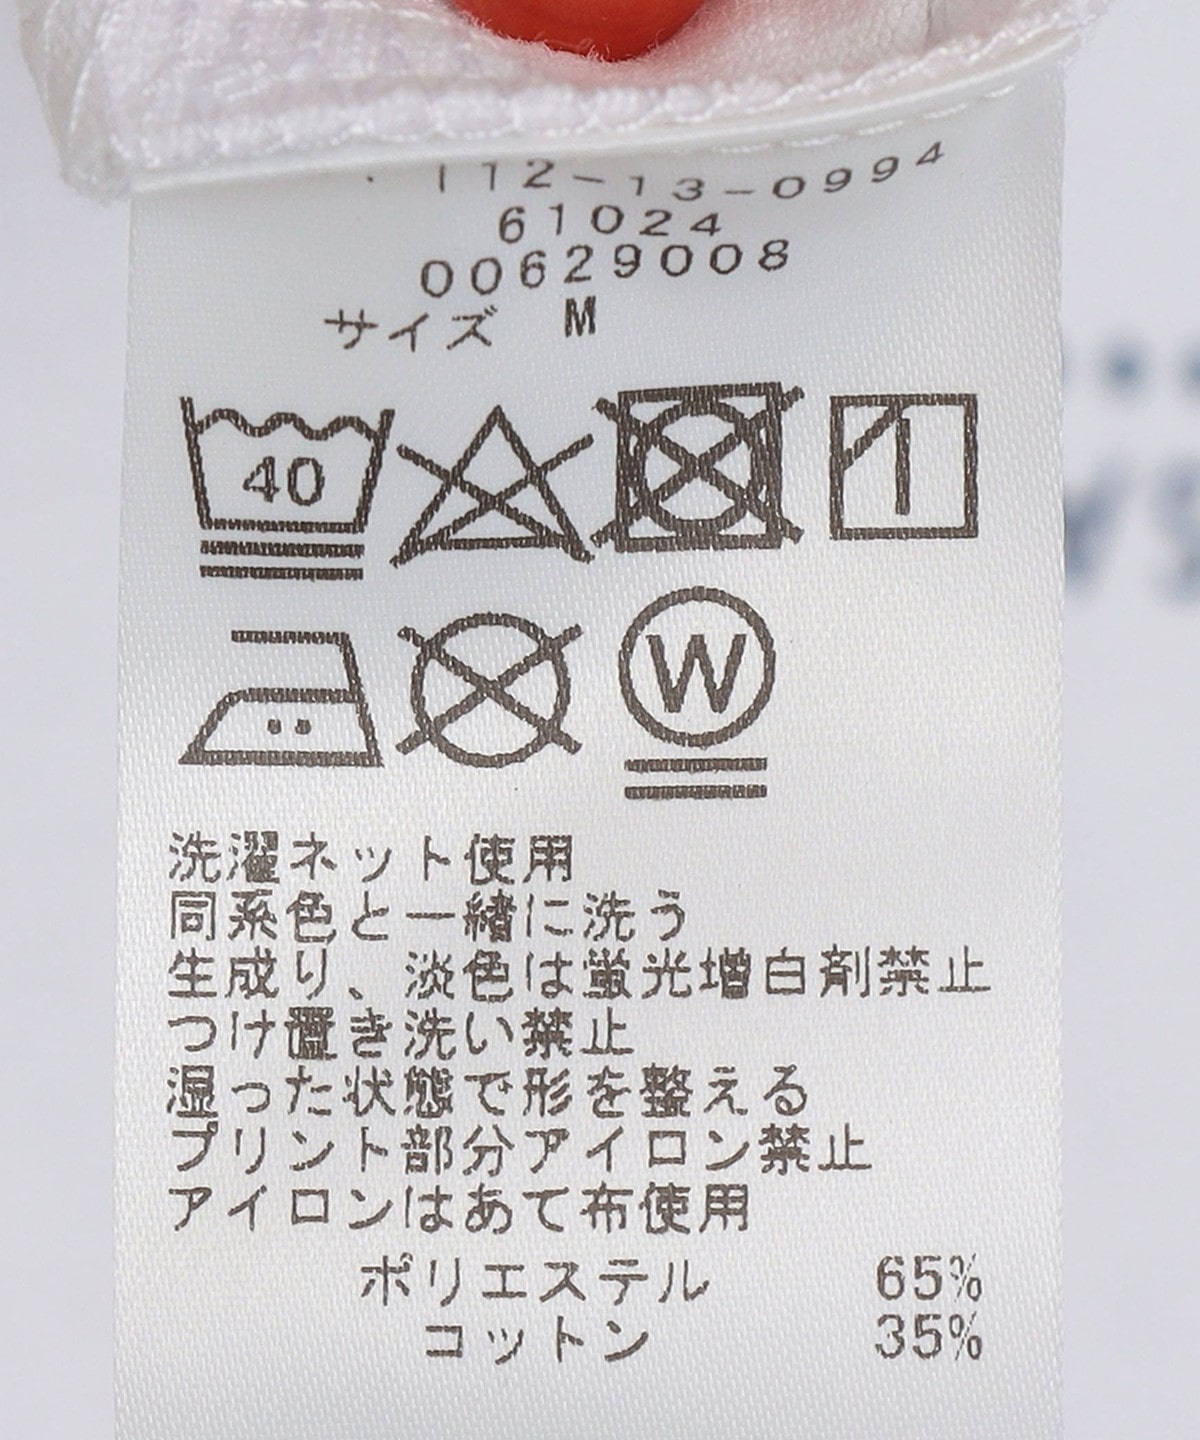 112-13-0994
61024
00629008
サイズ M
40
W
洗濯ネット使用
同系色と一緒に洗う
生成り、淡色は蛍光増白剤禁止
つけ置き洗い禁止
湿った状態で形を整える
プリント部分アイロン禁止
アイロンはあて布使用
ポリエステル 65%
コットン 35%